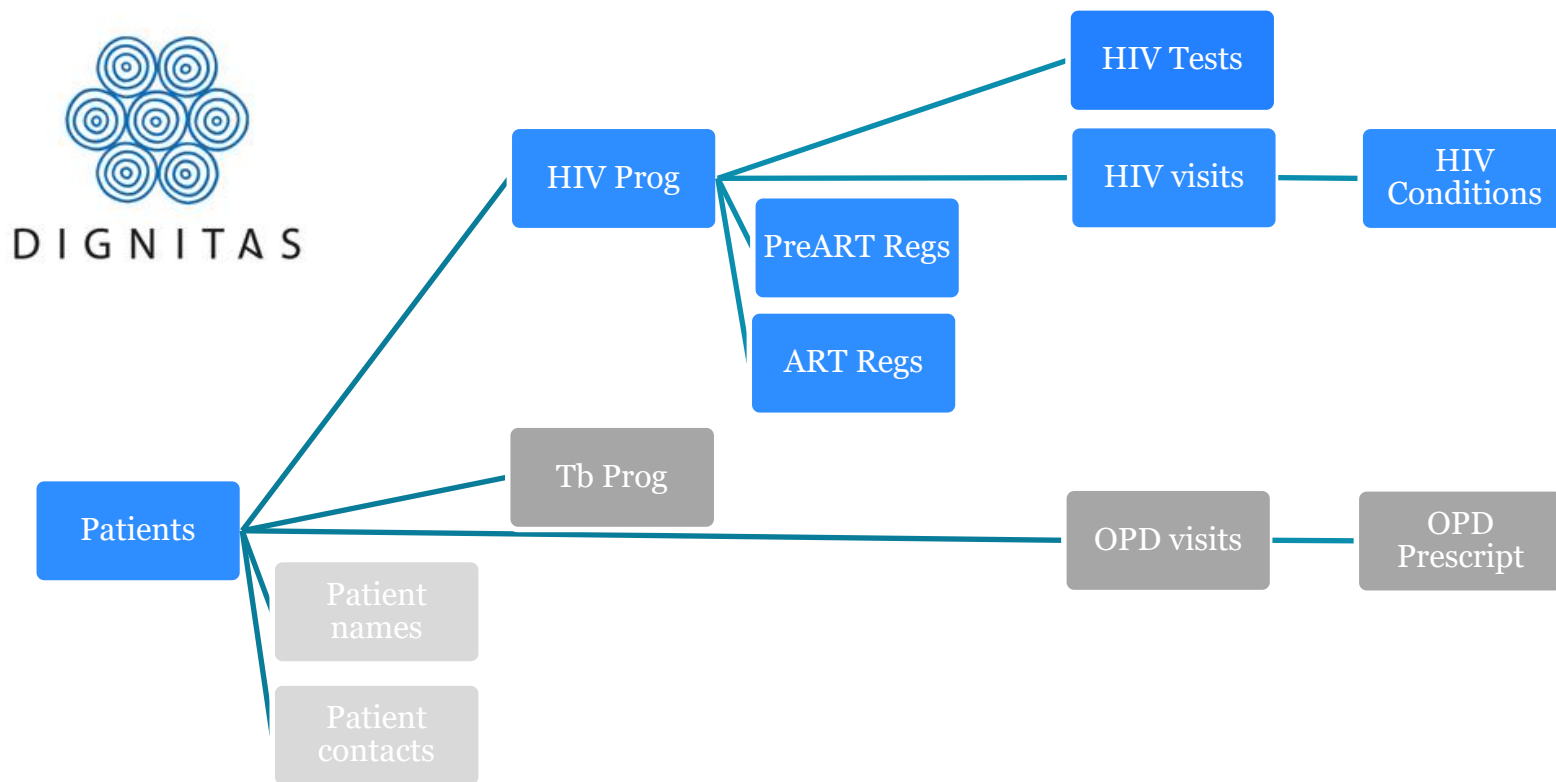 DIGNITAS
HIV Tests
HIV Prog
HIV visits
HIV
Conditions
PreART Regs
ART Regs
Tb Prog
Patients
OPD visits
OPD
Prescript
Patient
names
Patient
contacts